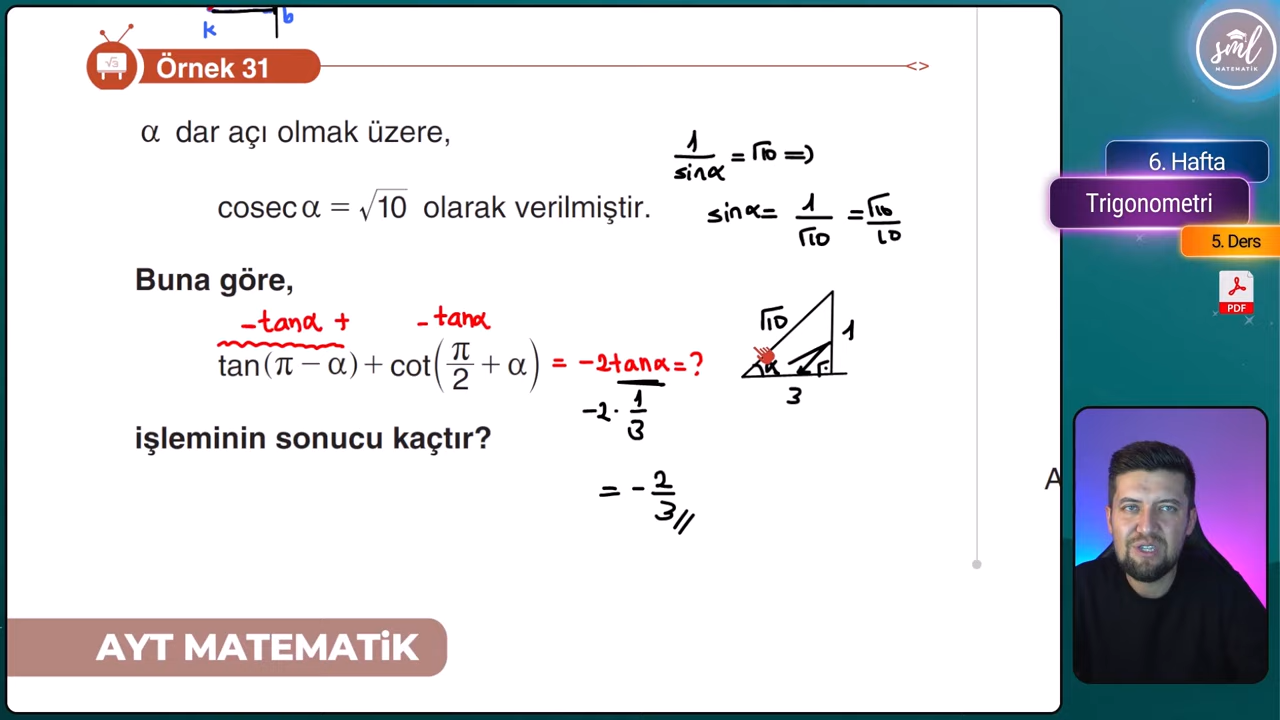 k
b
√3
Örnek 31
<>
α dar açı olmak üzere,
cosec α = √10 olarak verilmiştir.
1/sinα = √10 =>
sinα = 1/√10 = √10/10
Buna göre,
-tanα + -tanα
tan(π − α) + cot(π/2 + α) = -2tanα = ?
-2 · 1/3
işleminin sonucu kaçtır?
= - 2/3 //
√10
1
α
3
A
AYT MATEMATİK
sml
MATEMATİK
6. Hafta
Trigonometri
5. Ders
PDF